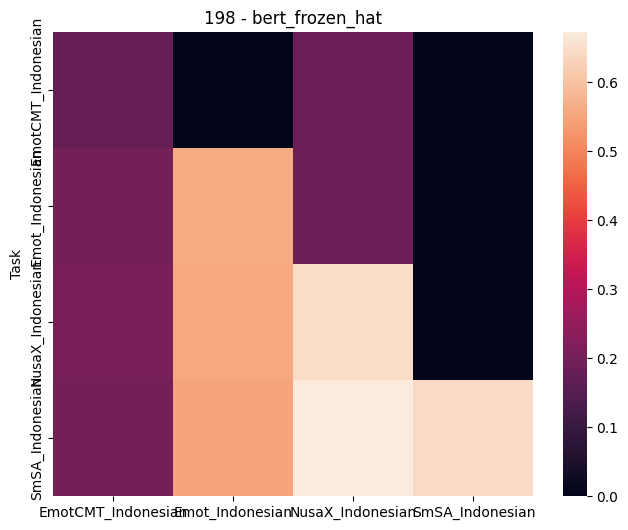 198 - bert_frozen_hat
Task
EmotCMT_Indonesian
Emot_Indonesian
NusaX_Indonesian
SmSA_Indonesian
EmotCMT_Indonesian
Emot_Indonesian
NusaX_Indonesian
SmSA_Indonesian
0.6
0.5
0.4
0.3
0.2
0.1
0.0